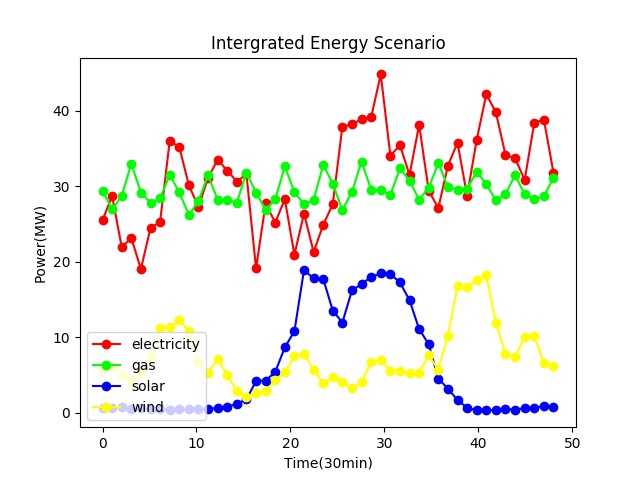 Intergrated Energy Scenario
Power(MW)
40
30
20
10
0
electricity
gas
solar
wind
0 10 20 30 40 50
Time(30min)